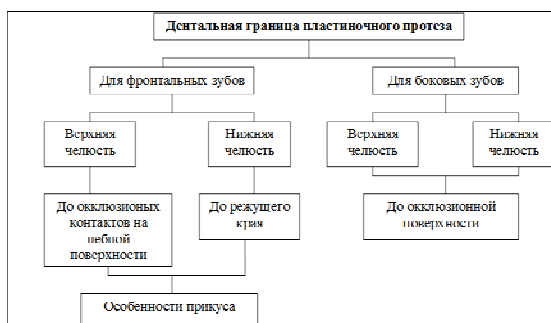 Дентальная граница пластиночного протеза
Для фронтальных зубов
Для боковых зубов
Верхняя
челюсть
Нижняя
челюсть
Верхняя
челюсть
Нижняя
челюсть
До окклюзионых
контактов на
небной
поверхности
До режущего
края
До окклюзионной
поверхности
Особенности прикуса